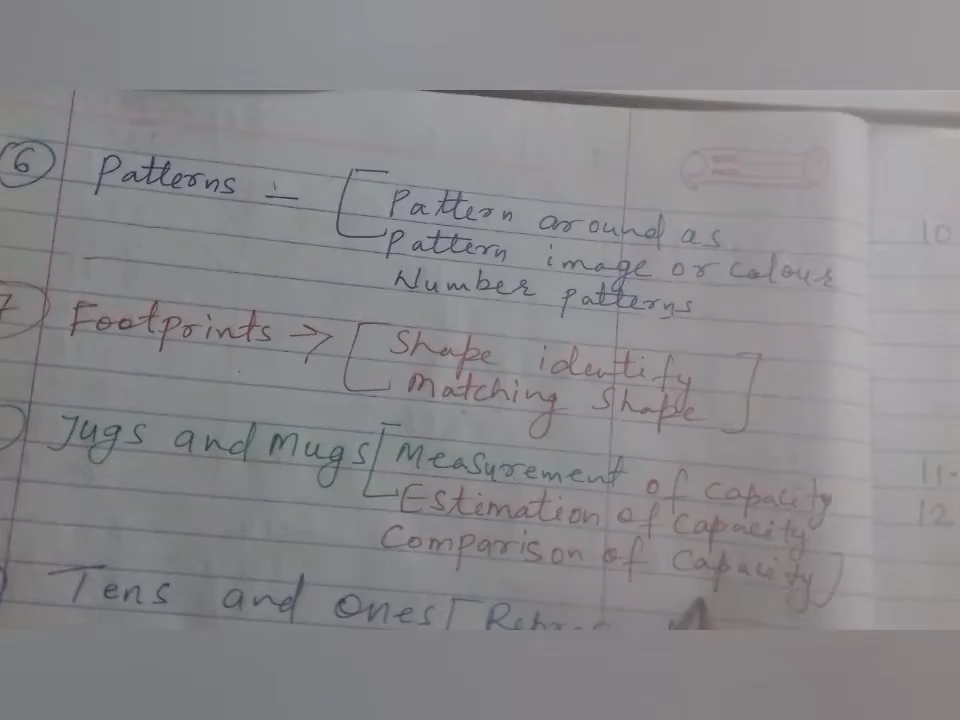 6 Patterns :- [ Pattern around as
Pattern image or colour
Number patterns
7 Footprints → [ Shape identify
Matching Shape ]
Jugs and Mugs [ Measurement of capacity
Estimation of capacity
Comparison of capacity ]
Tens and ones [
10
11.
12